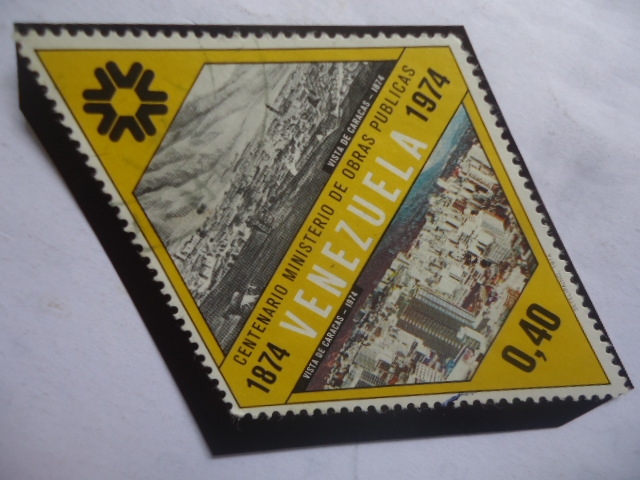 VISTA DE CARACAS - 1874
CENTENARIO MINISTERIO DE OBRAS PUBLICAS
1874 VENEZUELA 1974
VISTA DE CARACAS - 1974
0,40